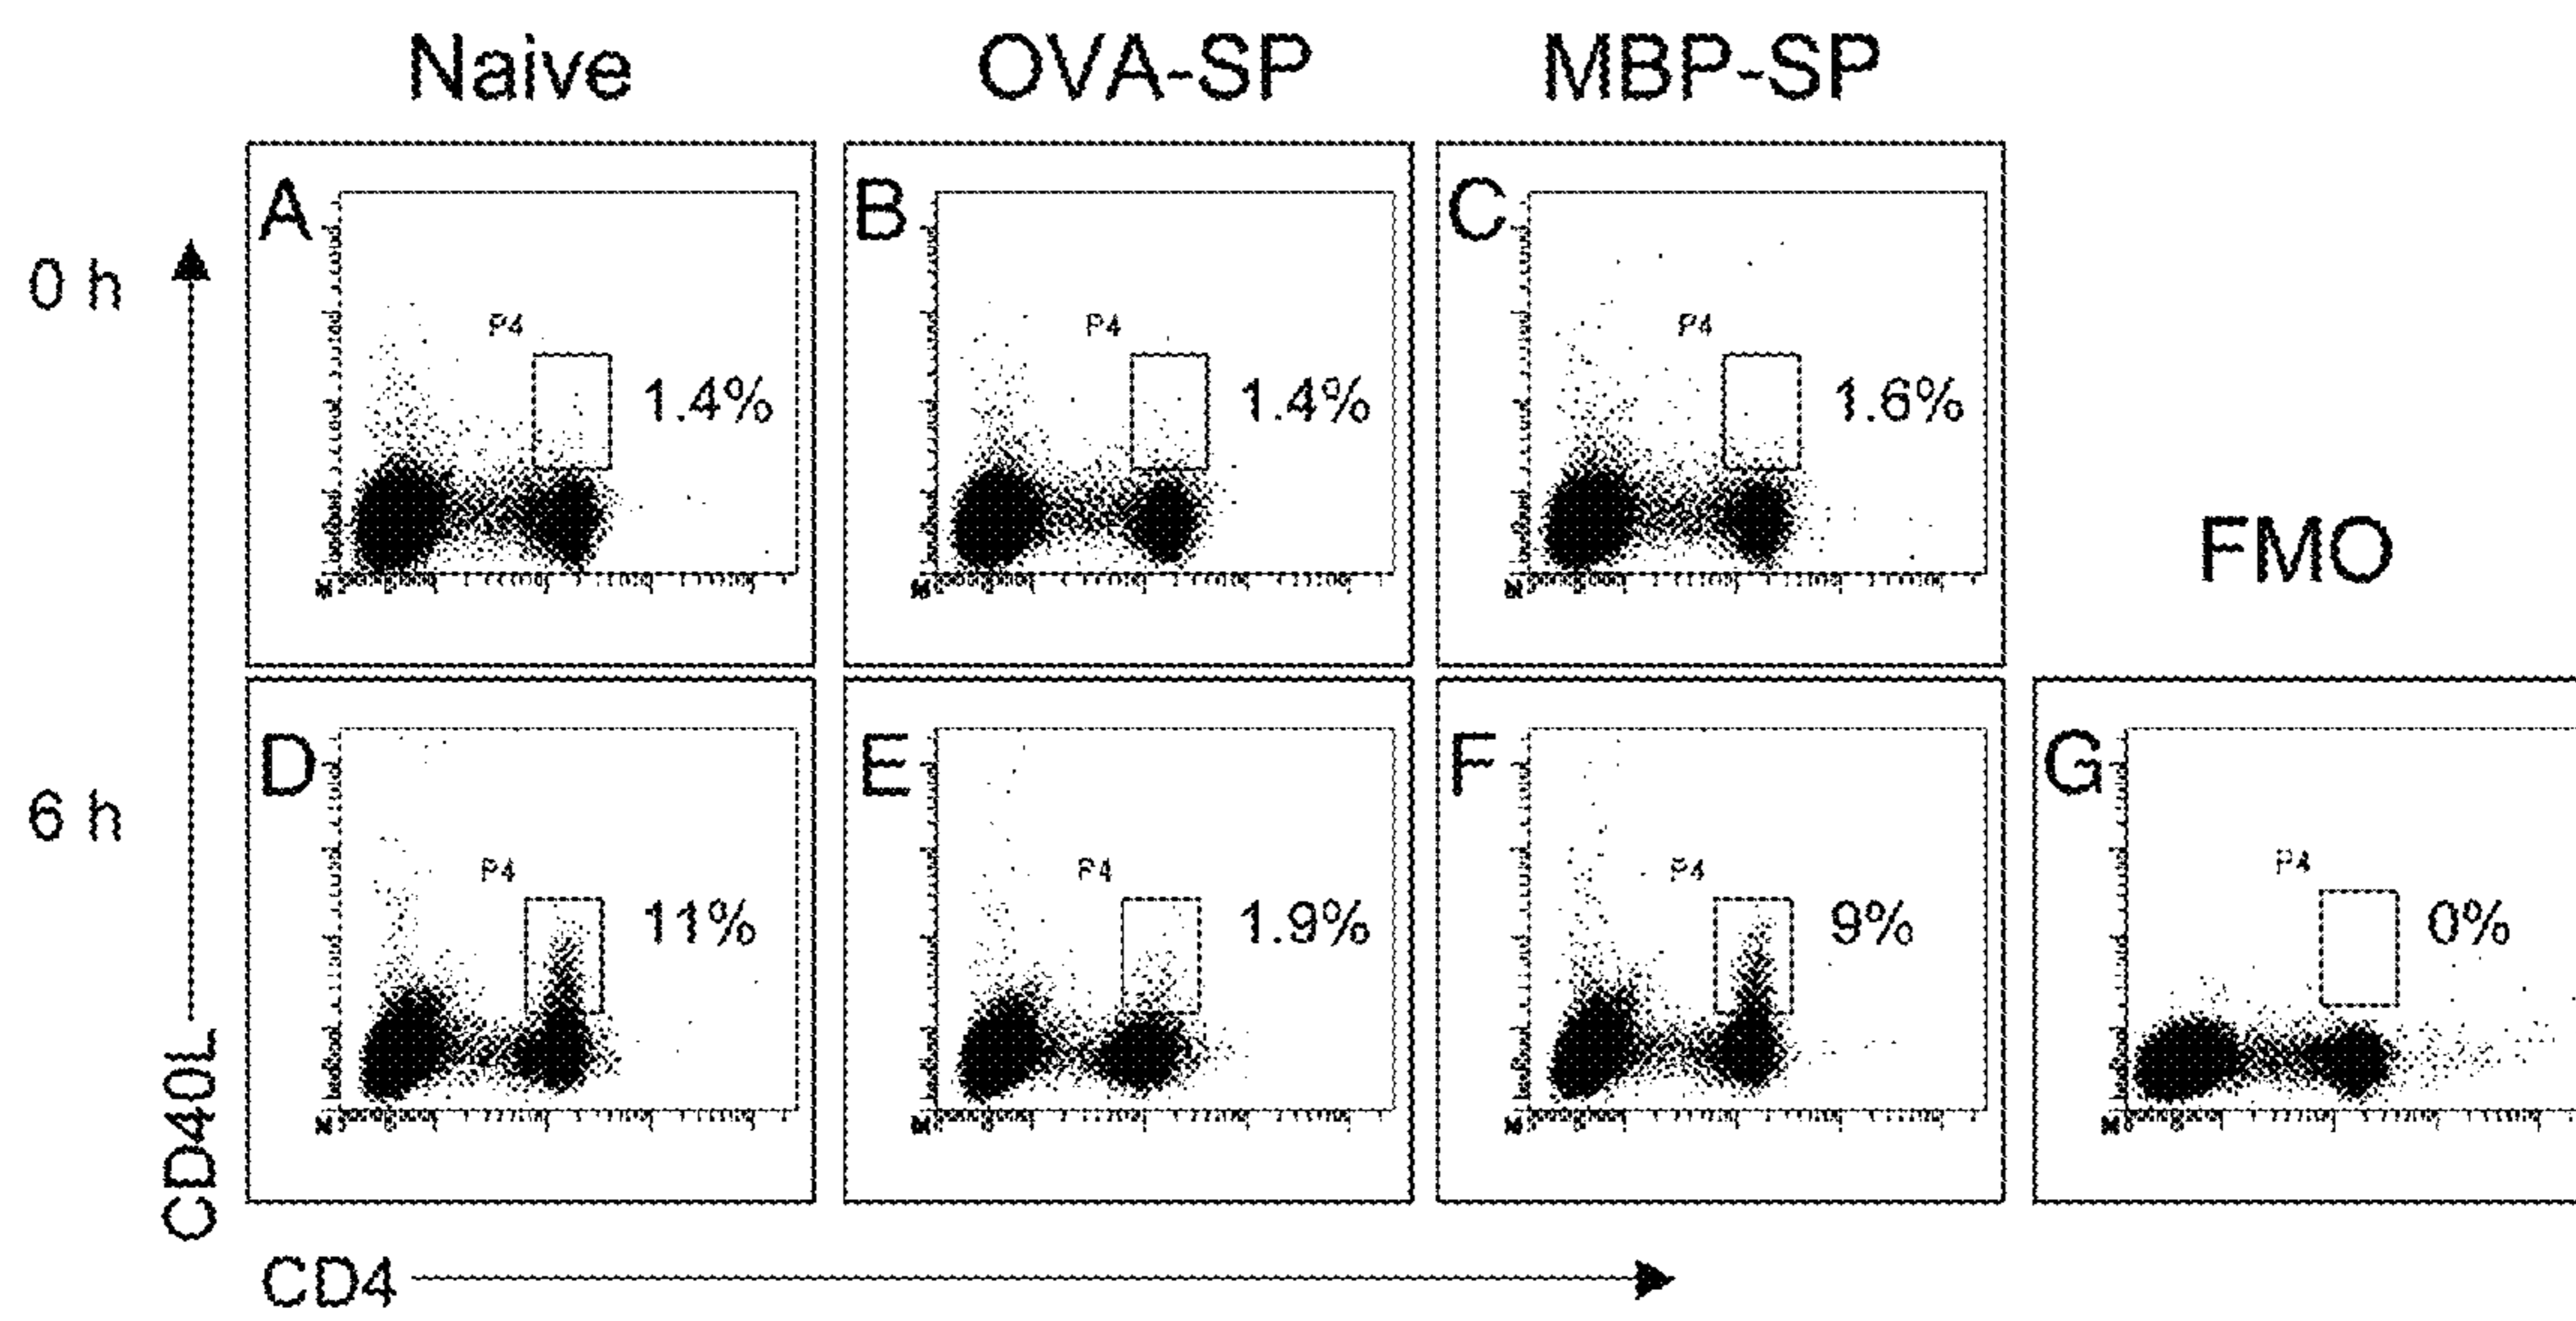 Naive OVA-SP MBP-SP
0 h
A P4 1.4%
B P4 1.4%
C P4 1.6%
FMO
6 h
D P4 11%
E P4 1.9%
F P4 9%
G P4 0%
CD40L
CD4